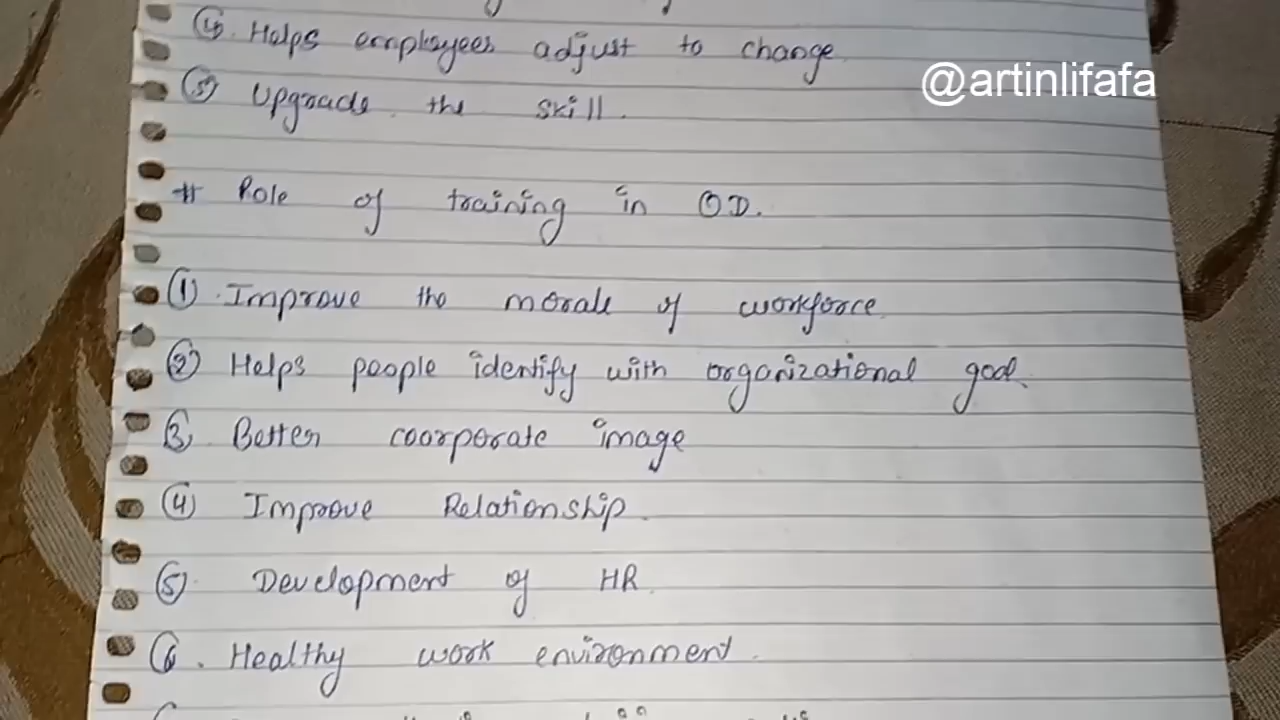 (4). Helps employees adjust to change
@artinlifafa
(5) Upgrade the skill.
# Role of training in OD.
(1) Improve the morale of workforce
(2) Helps people identify with organizational goal.
(3) Better coorporate image
(4) Improve Relationship.
(5) Development of HR.
(6). Healthy work environment.